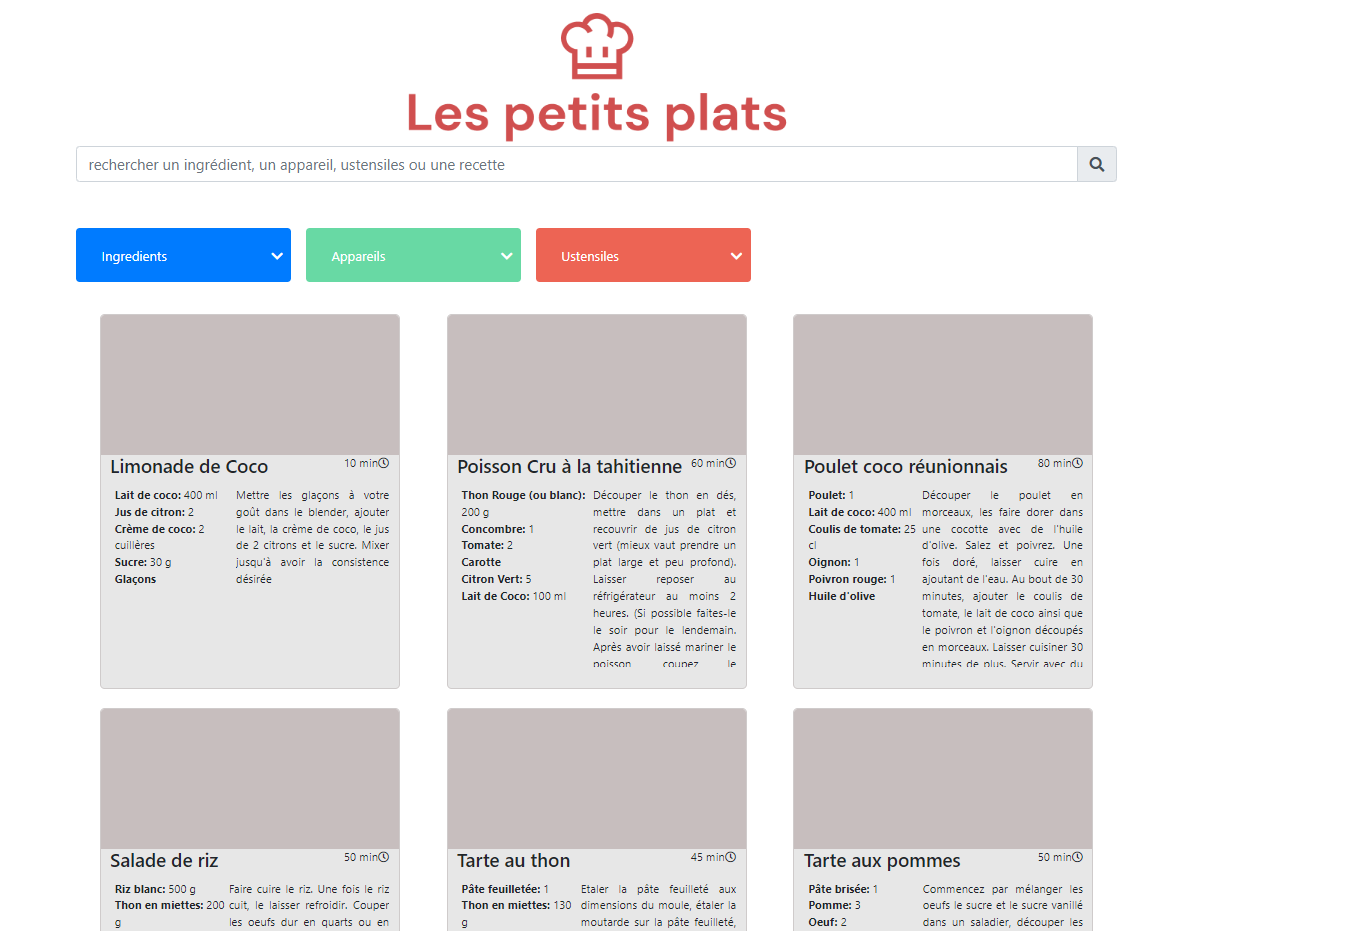 Les petits plats
rechercher un ingrédient, un appareil, ustensiles ou une recette
Ingredients
Appareils
Ustensiles
Limonade de Coco
10 min
Lait de coco: 400 ml
Jus de citron: 2
Crème de coco: 2
cuillères
Sucre: 30 g
Glaçons
Mettre les glaçons à votre
goût dans le blender, ajouter
le lait, la crème de coco, le jus
de 2 citrons et le sucre. Mixer
jusqu'à avoir la consistence
désirée
Poisson Cru à la tahitienne
60 min
Thon Rouge (ou blanc):
200 g
Concombre: 1
Tomate: 2
Carotte
Citron Vert: 5
Lait de Coco: 100 ml
Découper le thon en dés,
mettre dans un plat et
recouvrir de jus de citron
vert (mieux vaut prendre un
plat large et peu profond).
Laisser reposer au
réfrigérateur au moins 2
heures. (Si possible faites-le
le soir pour le lendemain.
Après avoir laissé mariner le
poisson coupez le
Poulet coco réunionnais
80 min
Poulet: 1
Lait de coco: 400 ml
Coulis de tomate: 25
cl
Oignon: 1
Poivron rouge: 1
Huile d'olive
Découper le poulet en
morceaux, les faire dorer dans
une cocotte avec de l'huile
d'olive. Salez et poivrez. Une
fois doré, laisser cuire en
ajoutant de l'eau. Au bout de 30
minutes, ajouter le coulis de
tomate, le lait de coco ainsi que
le poivron et l'oignon découpés
en morceaux. Laisser cuisiner 30
minutes de plus. Servir avec du
Salade de riz
50 min
Riz blanc: 500 g
Thon en miettes: 200
g
Faire cuire le riz. Une fois le riz
cuit, le laisser refroidir. Couper
les oeufs dur en quarts ou en
Tarte au thon
45 min
Pâte feuilletée: 1
Thon en miettes: 130
g
Etaler la pâte feuilleté aux
dimensions du moule, étaler la
moutarde sur la pâte feuilleté,
Tarte aux pommes
50 min
Pâte brisée: 1
Pomme: 3
Oeuf: 2
Commencez par mélanger les
oeufs le sucre et le sucre vanillé
dans un saladier, découper les